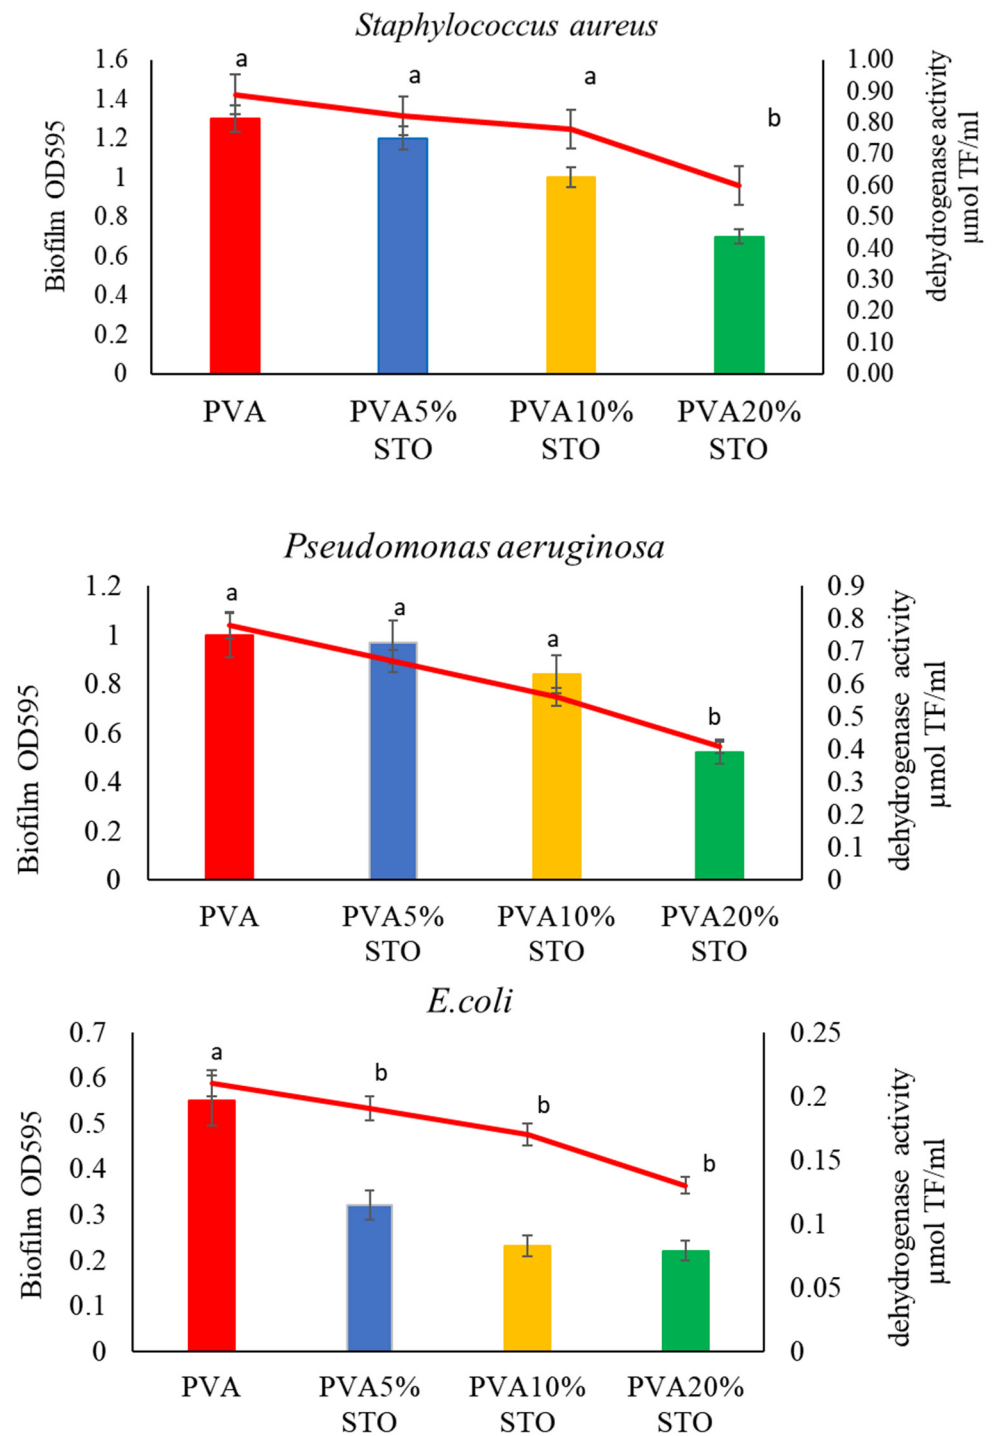 Staphylococcus aureus
Biofilm OD595
1.6
1.4
1.2
1
0.8
0.6
0.4
0.2
0
a
a
a
b
1.00
0.90
0.80
0.70
0.60
0.50
0.40
0.30
0.20
0.10
0.00
dehydrogenase activity
µmol TF/ml
PVA
PVA5%
STO
PVA10%
STO
PVA20%
STO
Pseudomonas aeruginosa
Biofilm OD595
1.2
1
0.8
0.6
0.4
0.2
0
a
a
a
b
0.9
0.8
0.7
0.6
0.5
0.4
0.3
0.2
0.1
0
dehydrogenase activity
µmol TF/ml
PVA
PVA5%
STO
PVA10%
STO
PVA20%
STO
E.coli
Biofilm OD595
0.7
0.6
0.5
0.4
0.3
0.2
0.1
0
a
b
b
b
0.25
0.2
0.15
0.1
0.05
0
dehydrogenase activity
µmol TF/ml
PVA
PVA5%
STO
PVA10%
STO
PVA20%
STO